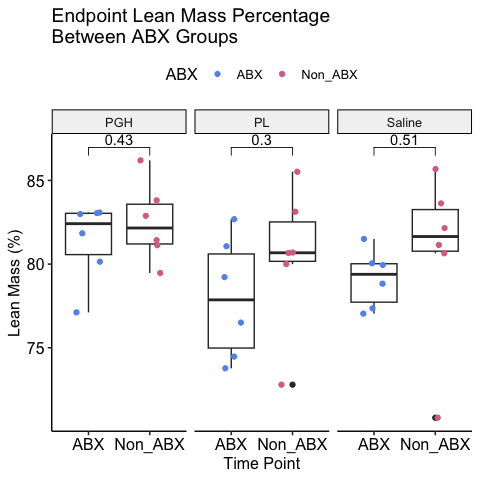 Endpoint Lean Mass Percentage
Between ABX Groups
ABX ABX Non_ABX
PGH PL Saline
0.43 0.3 0.51
85
80
75
Lean Mass (%)
ABX Non_ABX ABX Non_ABX ABX Non_ABX
Time Point